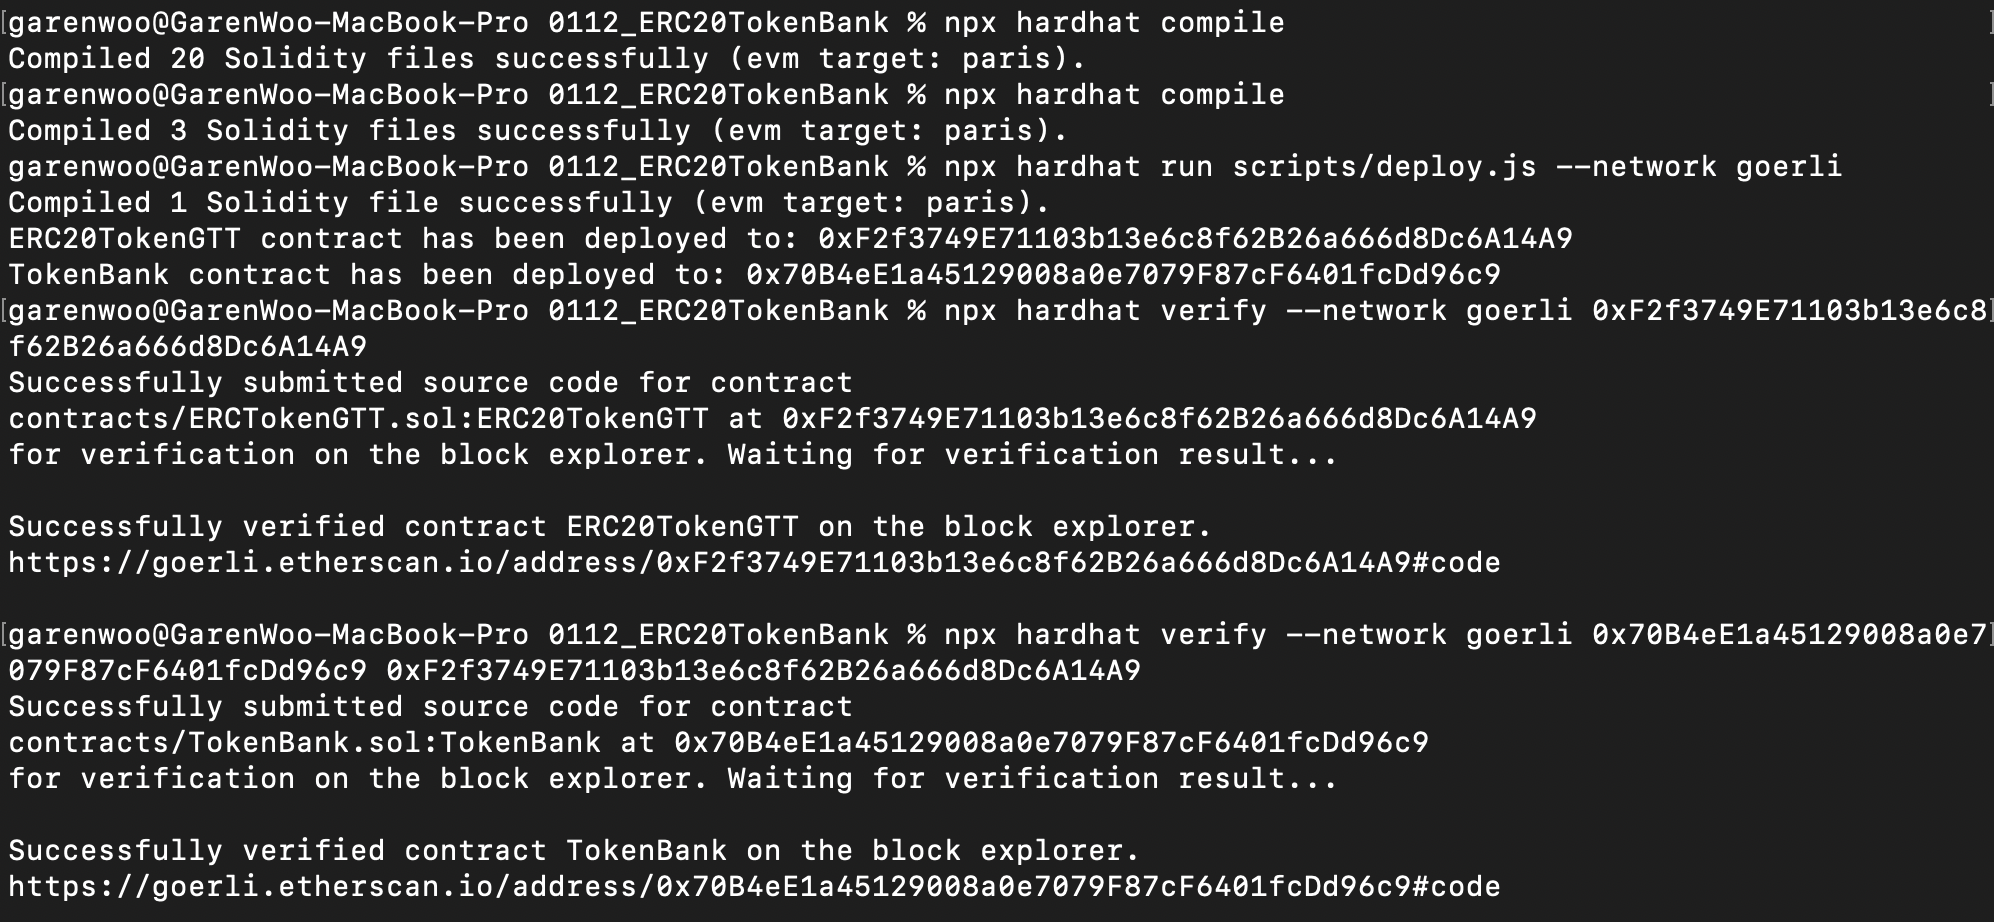 [garenwoo@GarenWoo-MacBook-Pro 0112_ERC20TokenBank % npx hardhat compile ]
Compiled 20 Solidity files successfully (evm target: paris).
[garenwoo@GarenWoo-MacBook-Pro 0112_ERC20TokenBank % npx hardhat compile ]
Compiled 3 Solidity files successfully (evm target: paris).
garenwoo@GarenWoo-MacBook-Pro 0112_ERC20TokenBank % npx hardhat run scripts/deploy.js --network goerli
Compiled 1 Solidity file successfully (evm target: paris).
ERC20TokenGTT contract has been deployed to: 0xF2f3749E71103b13e6c8f62B26a666d8Dc6A14A9
TokenBank contract has been deployed to: 0x70B4eE1a45129008a0e7079F87cF6401fcDd96c9
[garenwoo@GarenWoo-MacBook-Pro 0112_ERC20TokenBank % npx hardhat verify --network goerli 0xF2f3749E71103b13e6c8]
f62B26a666d8Dc6A14A9
Successfully submitted source code for contract
contracts/ERCTokenGTT.sol:ERC20TokenGTT at 0xF2f3749E71103b13e6c8f62B26a666d8Dc6A14A9
for verification on the block explorer. Waiting for verification result...
Successfully verified contract ERC20TokenGTT on the block explorer.
https://goerli.etherscan.io/address/0xF2f3749E71103b13e6c8f62B26a666d8Dc6A14A9#code
[garenwoo@GarenWoo-MacBook-Pro 0112_ERC20TokenBank % npx hardhat verify --network goerli 0x70B4eE1a45129008a0e7]
079F87cF6401fcDd96c9 0xF2f3749E71103b13e6c8f62B26a666d8Dc6A14A9
Successfully submitted source code for contract
contracts/TokenBank.sol:TokenBank at 0x70B4eE1a45129008a0e7079F87cF6401fcDd96c9
for verification on the block explorer. Waiting for verification result...
Successfully verified contract TokenBank on the block explorer.
https://goerli.etherscan.io/address/0x70B4eE1a45129008a0e7079F87cF6401fcDd96c9#code